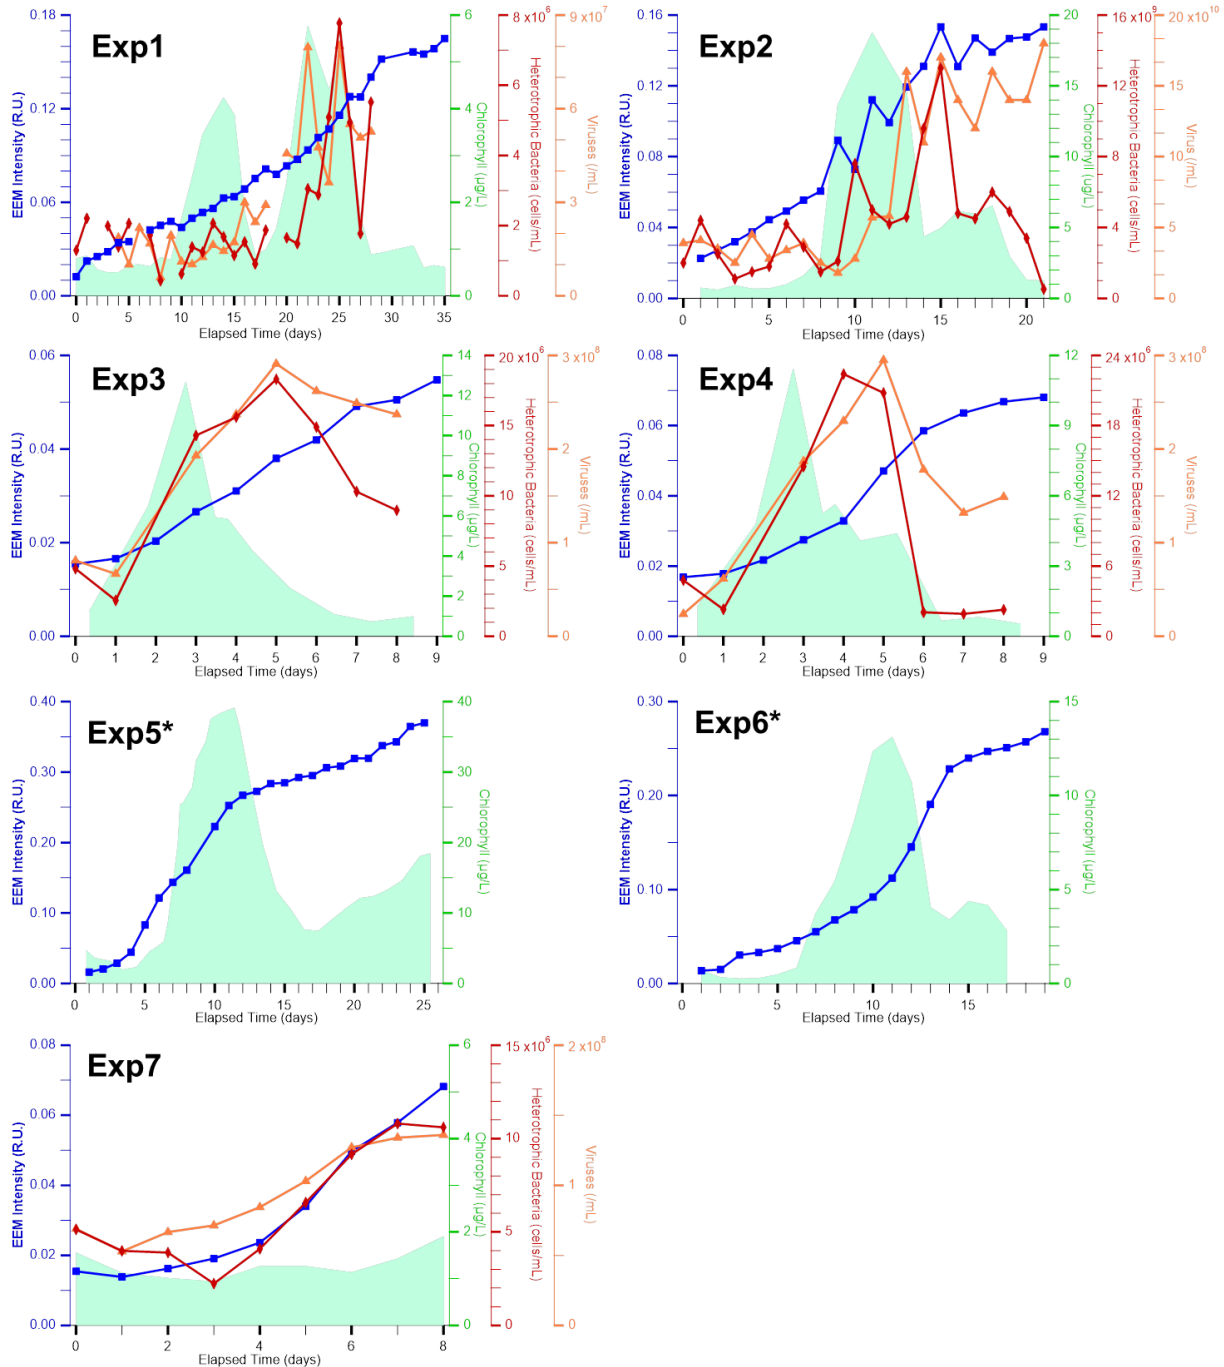 Exp1
EEM Intensity (R.U.)
0.18
0.12
0.06
0.00
0 5 10 15 20 25 30 35
Elapsed Time (days)
6
4
2
0
Chlorophyll (µg/L)
8 x10⁶
6
4
2
0
Heterotrophic Bacteria (cells/mL)
9 x10⁷
7
3
2
0
Viruses (/mL)
Exp2
EEM Intensity (R.U.)
0.16
0.12
0.08
0.04
0.00
0 5 10 15 20
Elapsed Time (days)
20
15
10
5
0
Chlorophyll (µg/L)
16 x10⁹
12
8
4
0
Heterotrophic Bacteria (cells/mL)
20 x10¹⁰
15
10
5
0
Virus (/mL)
Exp3
EEM Intensity (R.U.)
0.06
0.04
0.02
0.00
0 1 2 3 4 5 6 7 8 9
Elapsed Time (days)
14
12
10
8
6
4
2
0
Chlorophyll (µg/L)
20 x10⁶
15
10
5
0
Heterotrophic Bacteria (cells/mL)
3 x10⁸
2
1
0
Viruses (/mL)
Exp4
EEM Intensity (R.U.)
0.08
0.06
0.04
0.02
0.00
0 1 2 3 4 5 6 7 8 9
Elapsed Time (days)
12
9
6
3
0
Chlorophyll (µg/L)
24 x10⁶
18
12
6
0
Heterotrophic Bacteria (cells/mL)
3 x10⁸
2
1
0
Viruses (/mL)
Exp5*
EEM Intensity (R.U.)
0.40
0.30
0.20
0.10
0.00
0 5 10 15 20 25
Elapsed Time (days)
40
30
20
10
0
Chlorophyll (µg/L)
Exp6*
EEM Intensity (R.U.)
0.30
0.20
0.10
0.00
0 5 10 15
Elapsed Time (days)
15
10
5
0
Chlorophyll (µg/L)
Exp7
EEM Intensity (R.U.)
0.08
0.06
0.04
0.02
0.00
0 2 4 6 8
Elapsed Time (days)
6
4
2
0
Chlorophyll (µg/L)
15 x10⁶
10
5
0
Heterotrophic Bacteria (cells/mL)
2 x10⁸
1
0
Viruses (/mL)